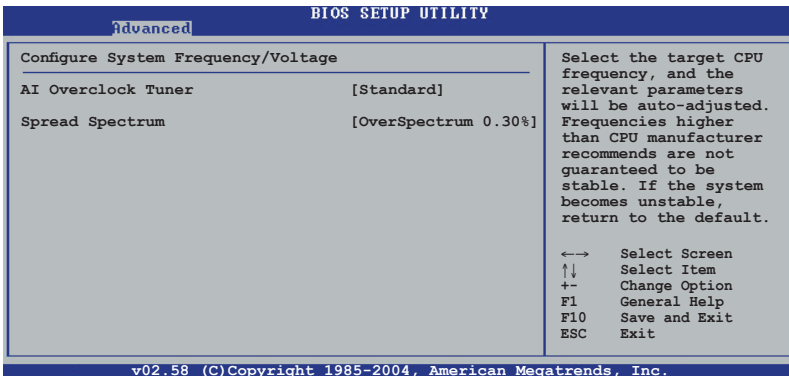 BIOS SETUP UTILITY
Advanced
Configure System Frequency/Voltage
AI Overclock Tuner [Standard]
Spread Spectrum [OverSpectrum 0.30%]
Select the target CPU
frequency, and the
relevant parameters
will be auto-adjusted.
Frequencies higher
than CPU manufacturer
recommends are not
guaranteed to be
stable. If the system
becomes unstable,
return to the default.
←→ Select Screen
↑↓ Select Item
+- Change Option
F1 General Help
F10 Save and Exit
ESC Exit
v02.58 (C)Copyright 1985-2004, American Megatrends, Inc.